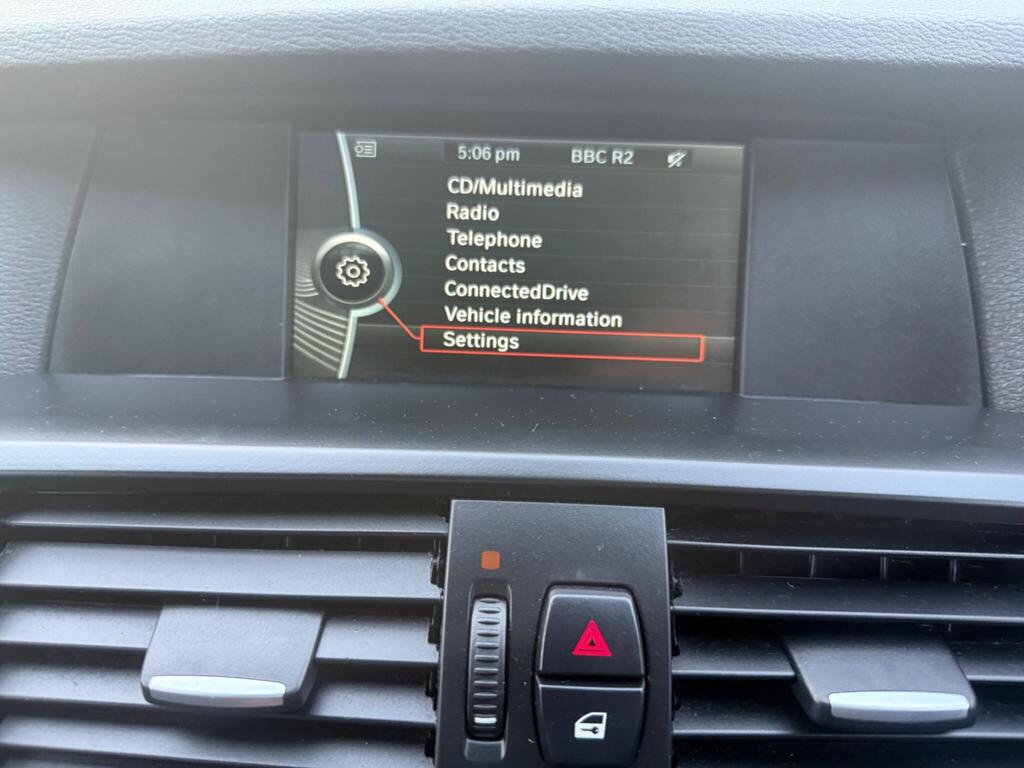 5:06 pm BBC R2
CD/Multimedia
Radio
Telephone
Contacts
ConnectedDrive
Vehicle information
Settings